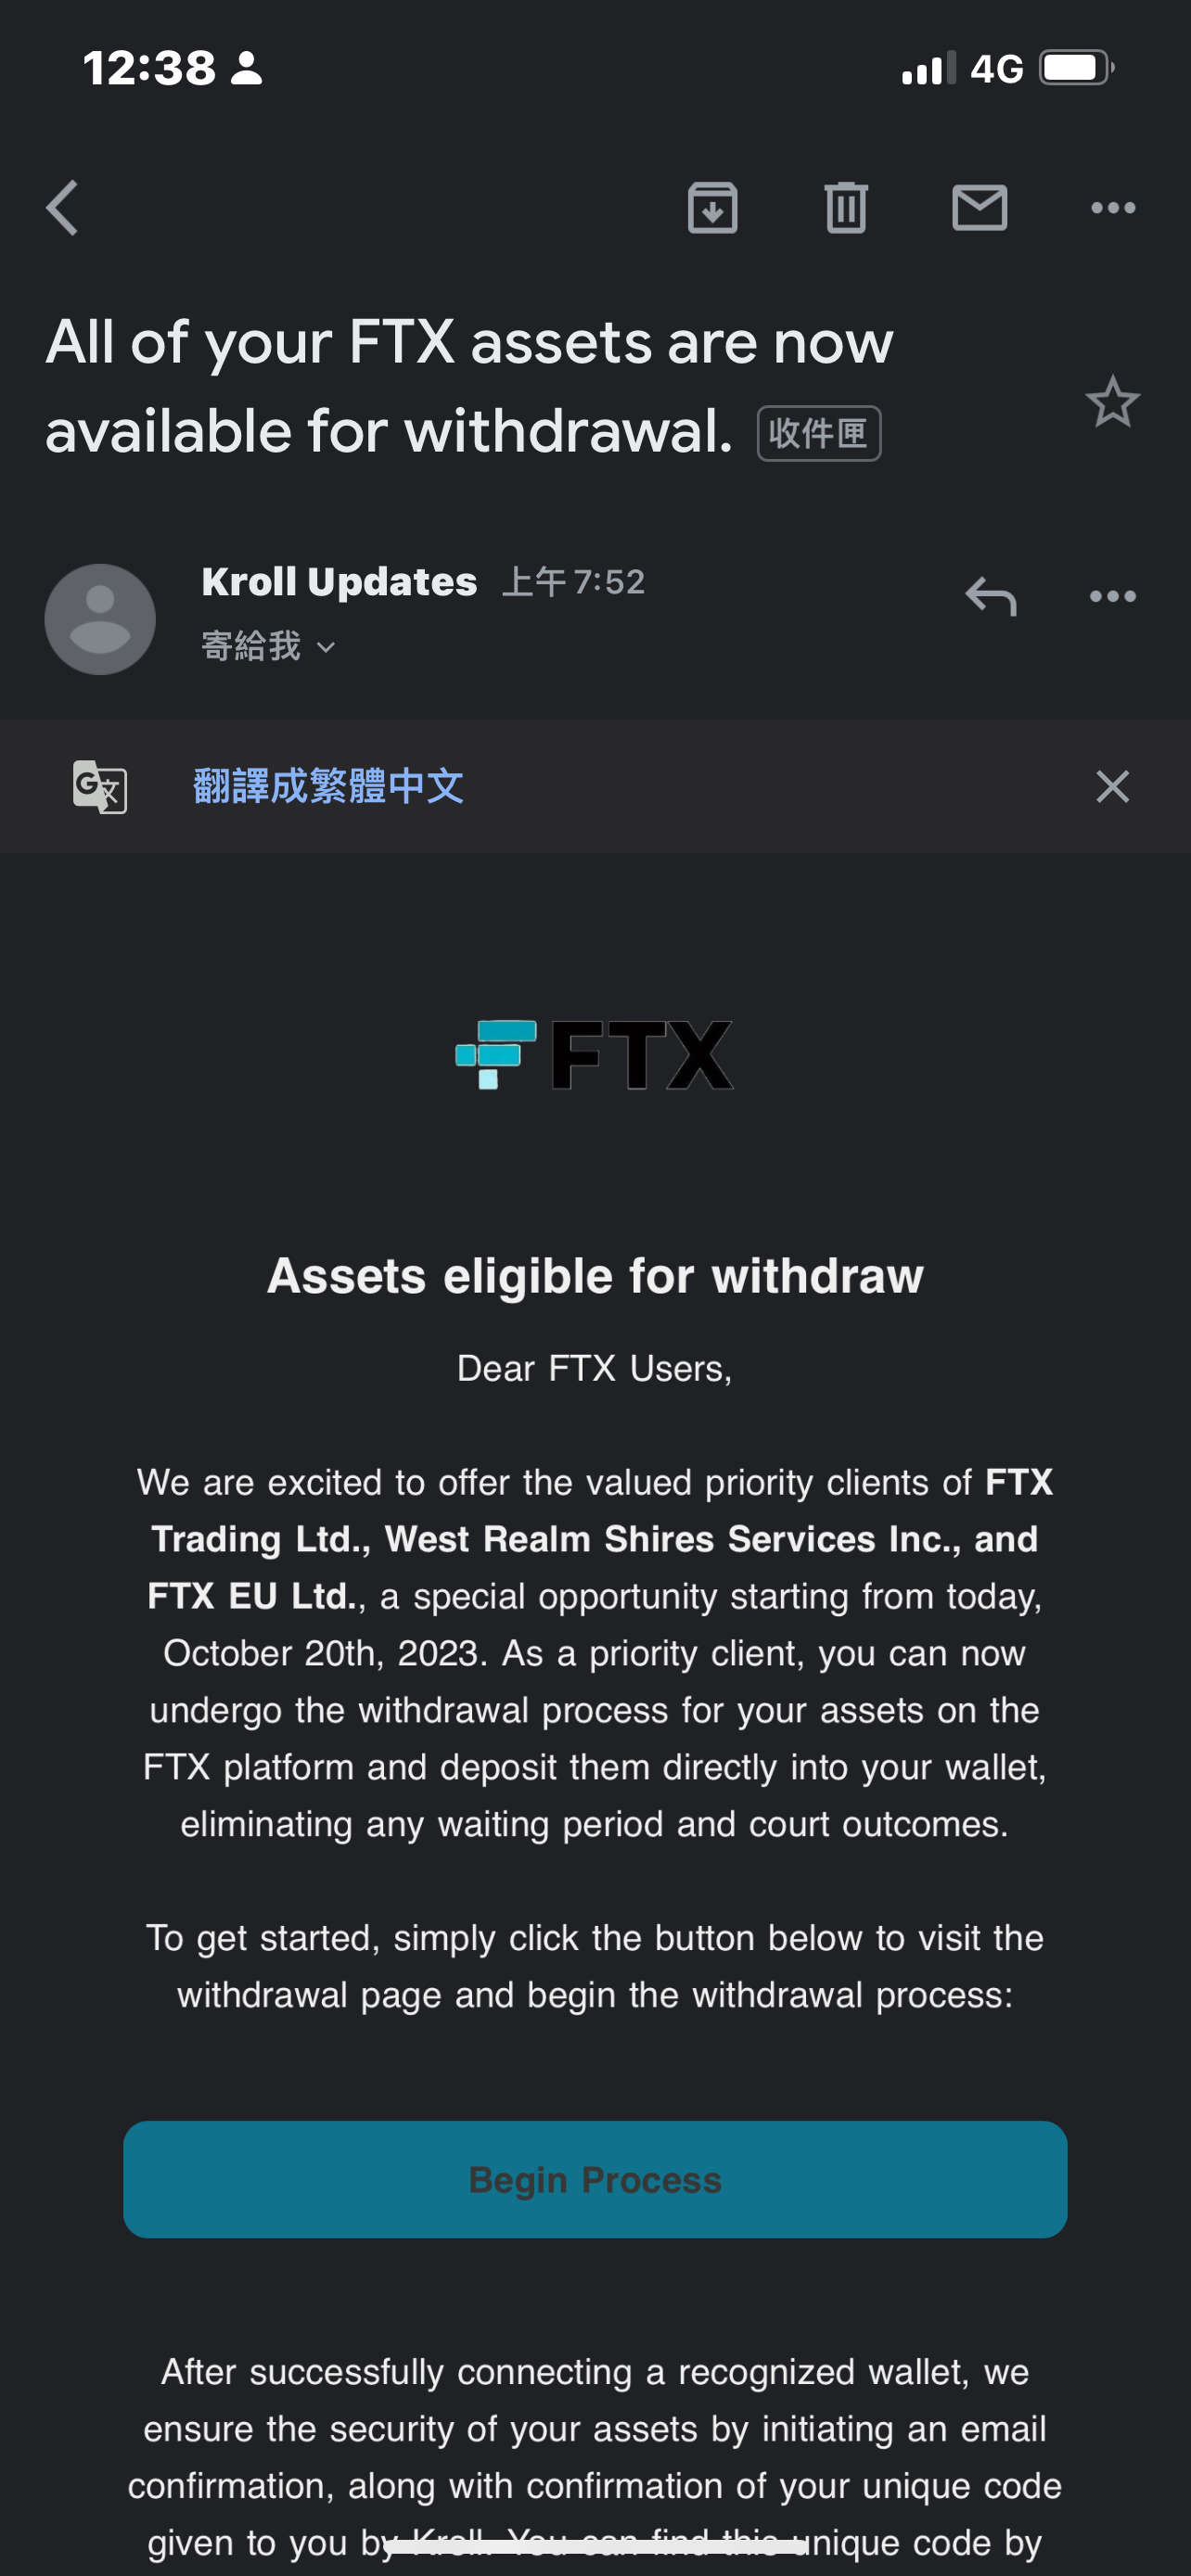 12:38
4G
All of your FTX assets are now
available for withdrawal. 收件匣
Kroll Updates 上午 7:52
寄給我
翻譯成繁體中文
FTX
Assets eligible for withdraw
Dear FTX Users,
We are excited to offer the valued priority clients of FTX
Trading Ltd., West Realm Shires Services Inc., and
FTX EU Ltd., a special opportunity starting from today,
October 20th, 2023. As a priority client, you can now
undergo the withdrawal process for your assets on the
FTX platform and deposit them directly into your wallet,
eliminating any waiting period and court outcomes.
To get started, simply click the button below to visit the
withdrawal page and begin the withdrawal process:
Begin Process
After successfully connecting a recognized wallet, we
ensure the security of your assets by initiating an email
confirmation, along with confirmation of your unique code
given to you by Kroll. You can find this unique code by